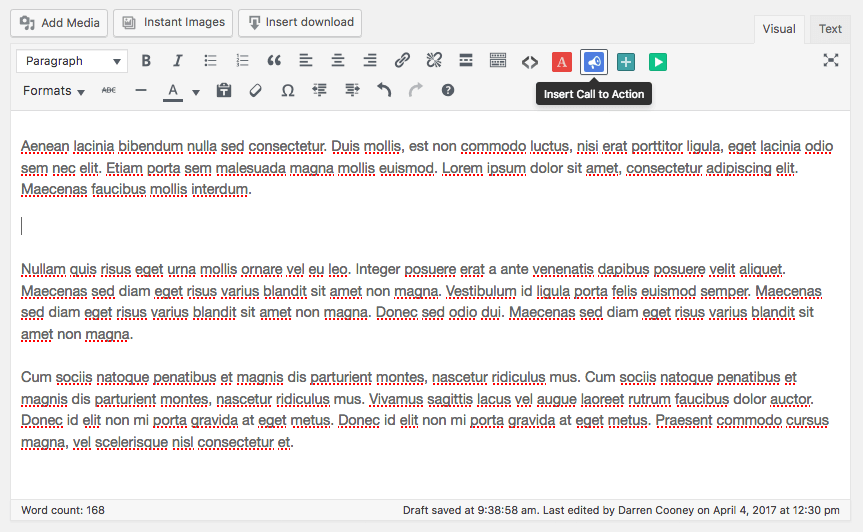 Add Media Instant Images Insert download
Visual Text
Paragraph B I A
Formats ABC A
Insert Call to Action
Aenean lacinia bibendum nulla sed consectetur. Duis mollis, est non commodo luctus, nisi erat porttitor ligula, eget lacinia odio
sem nec elit. Etiam porta sem malesuada magna mollis euismod. Lorem ipsum dolor sit amet, consectetur adipiscing elit.
Maecenas faucibus mollis interdum.
Nullam quis risus eget urna mollis ornare vel eu leo. Integer posuere erat a ante venenatis dapibus posuere velit aliquet.
Maecenas sed diam eget risus varius blandit sit amet non magna. Vestibulum id ligula porta felis euismod semper. Maecenas
sed diam eget risus varius blandit sit amet non magna. Donec sed odio dui. Maecenas sed diam eget risus varius blandit sit
amet non magna.
Cum sociis natoque penatibus et magnis dis parturient montes, nascetur ridiculus mus. Cum sociis natoque penatibus et
magnis dis parturient montes, nascetur ridiculus mus. Vivamus sagittis lacus vel augue laoreet rutrum faucibus dolor auctor.
Donec id elit non mi porta gravida at eget metus. Donec id elit non mi porta gravida at eget metus. Praesent commodo cursus
magna, vel scelerisque nisl consectetur et.
Word count: 168 Draft saved at 9:38:58 am. Last edited by Darren Cooney on April 4, 2017 at 12:30 pm